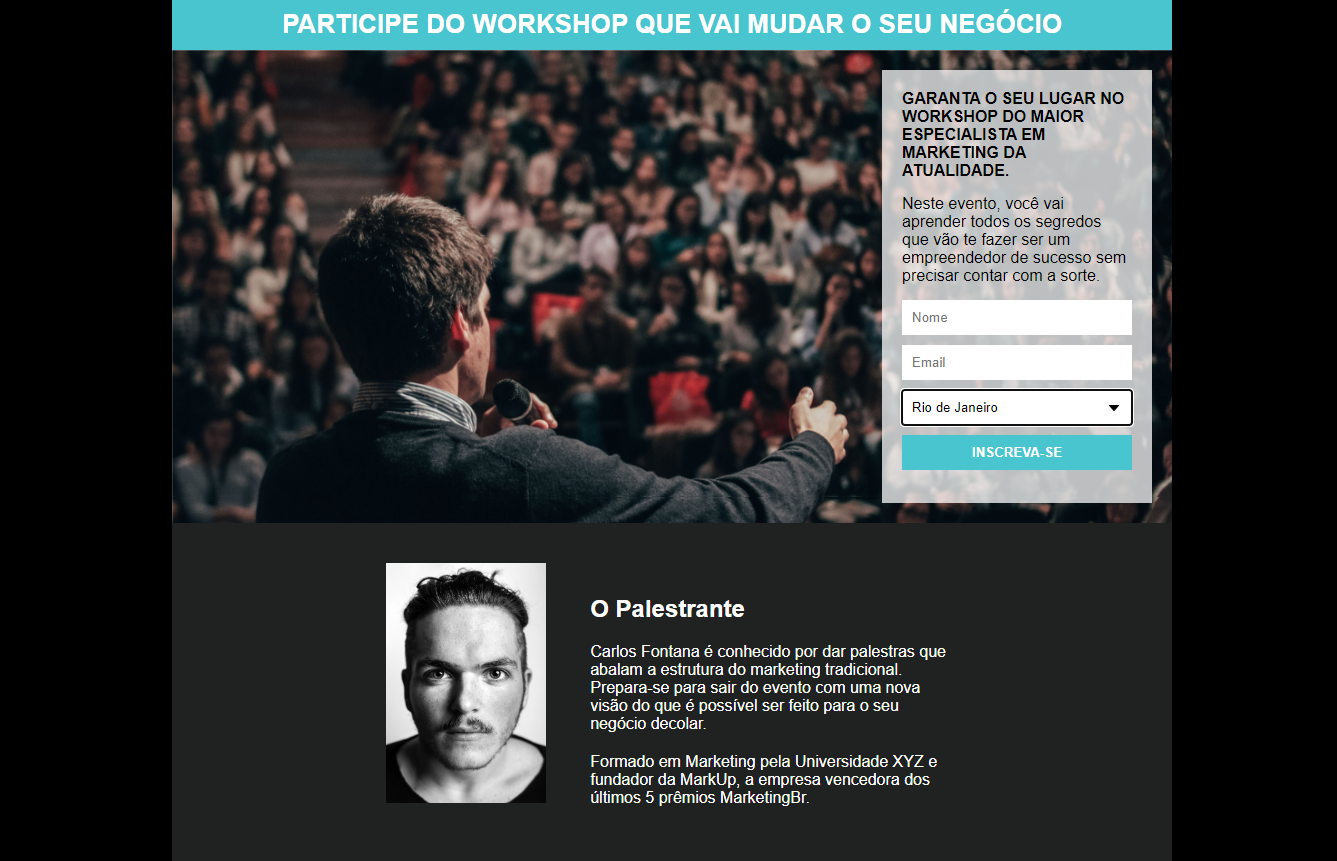 PARTICIPE DO WORKSHOP QUE VAI MUDAR O SEU NEGÓCIO
GARANTA O SEU LUGAR NO
WORKSHOP DO MAIOR
ESPECIALISTA EM
MARKETING DA
ATUALIDADE.
Neste evento, você vai
aprender todos os segredos
que vão te fazer ser um
empreendedor de sucesso sem
precisar contar com a sorte.
Nome
Email
Rio de Janeiro
INSCREVA-SE
O Palestrante
Carlos Fontana é conhecido por dar palestras que
abalam a estrutura do marketing tradicional.
Prepara-se para sair do evento com uma nova
visão do que é possível ser feito para o seu
negócio decolar.
Formado em Marketing pela Universidade XYZ e
fundador da MarkUp, a empresa vencedora dos
últimos 5 prêmios MarketingBr.